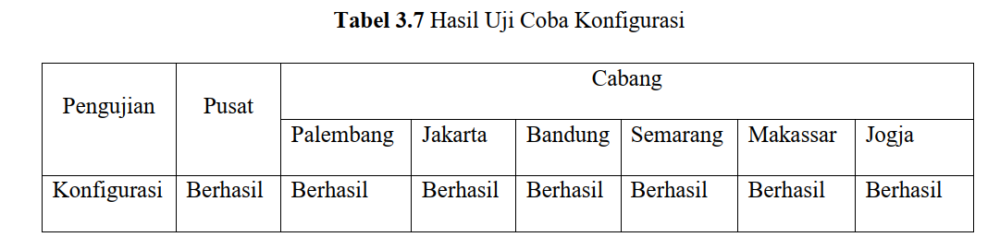 Tabel 3.7 Hasil Uji Coba Konfigurasi
Pengujian Pusat Cabang
Palembang Jakarta Bandung Semarang Makassar Jogja
Konfigurasi Berhasil Berhasil Berhasil Berhasil Berhasil Berhasil Berhasil